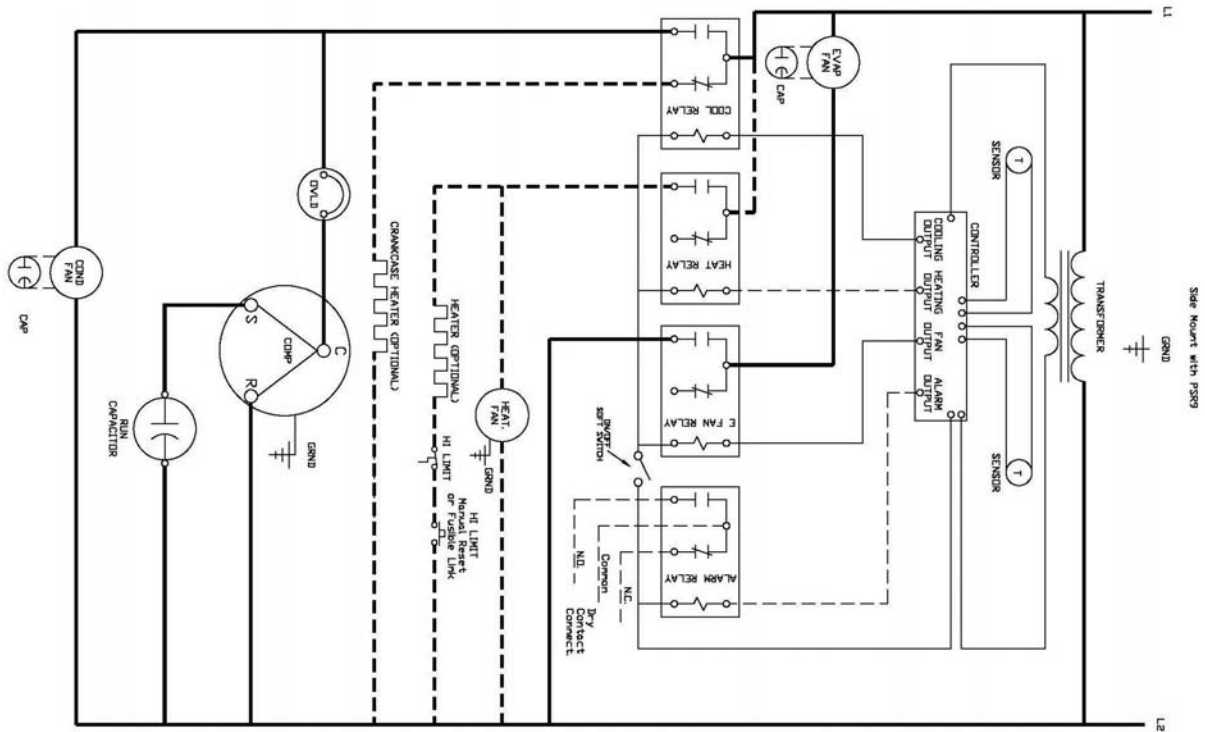 Side Mount with PSR9
L1
GRND
L2
TRANSFORMER
SENSOR
T
SENSOR
T
CONTROLLER
COOLING
OUTPUT
HEATING
OUTPUT
FAN
OUTPUT
ALARM
OUTPUT
EVAP
FAN
CAP
COOL RELAY
HEAT RELAY
E FAN RELAY
ALARM RELAY
ON/OFF
SOFT SWITCH
N.C.
Common
N.O.
Dry
Contact
Connect.
HEAT.
FAN
GRND
HEATER (OPTIONAL)
HI LIMIT
HI LIMIT
Manual Reset
or Fusible Link
CRANKCASE HEATER (OPTIONAL)
OVLD
C
COMP
S
R
GRND
RUN
CAPACITOR
COND
FAN
CAP